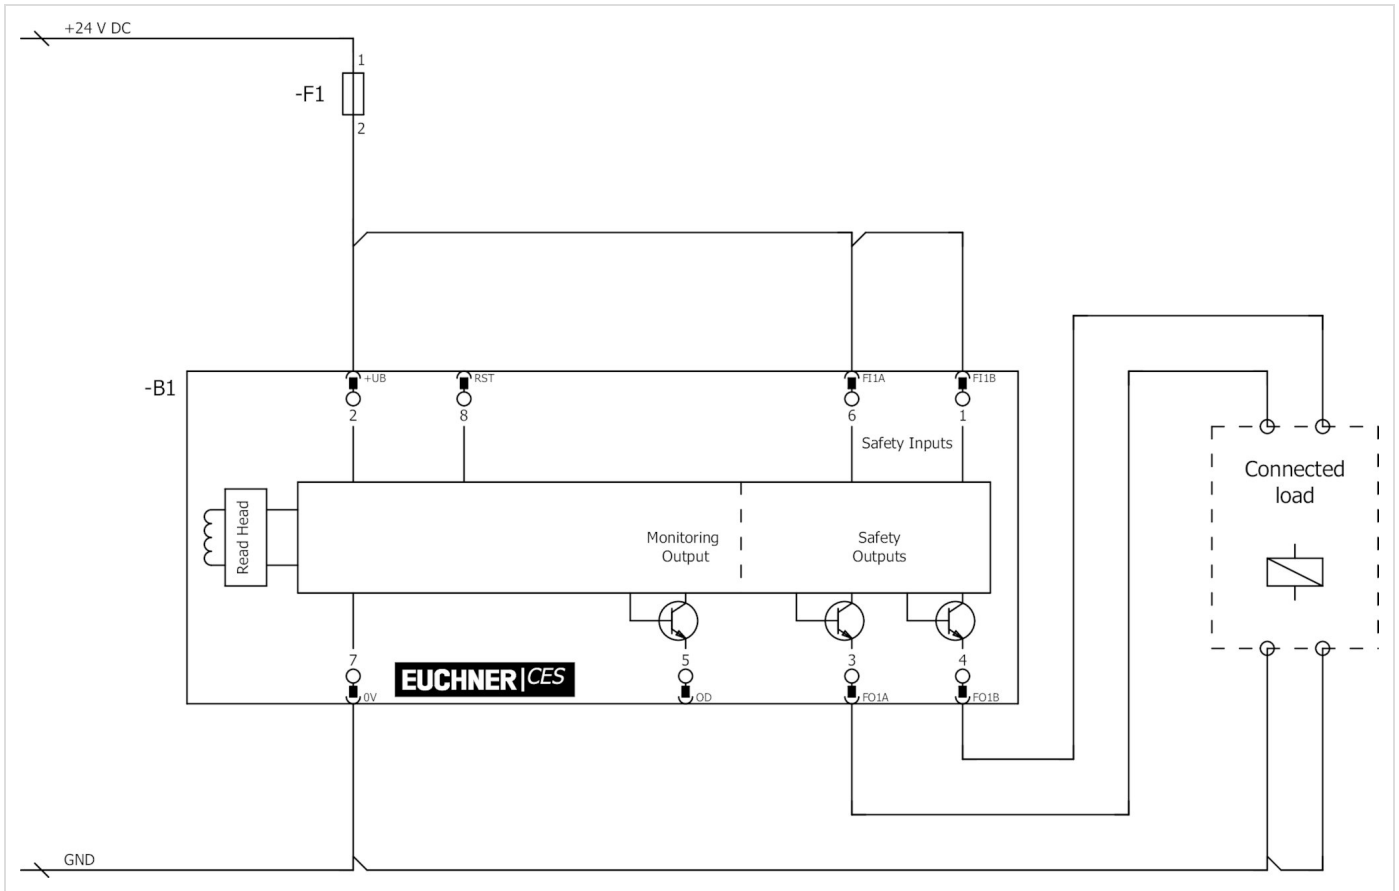 +24 V DC
1
-F1
2
-B1
+UB
RST
FI1A
FI1B
2
8
6
1
Safety Inputs
Connected
load
Read Head
Monitoring
Output
Safety
Outputs
7
5
3
4
EUCHNER|CES
0V
OD
FO1A
FO1B
GND